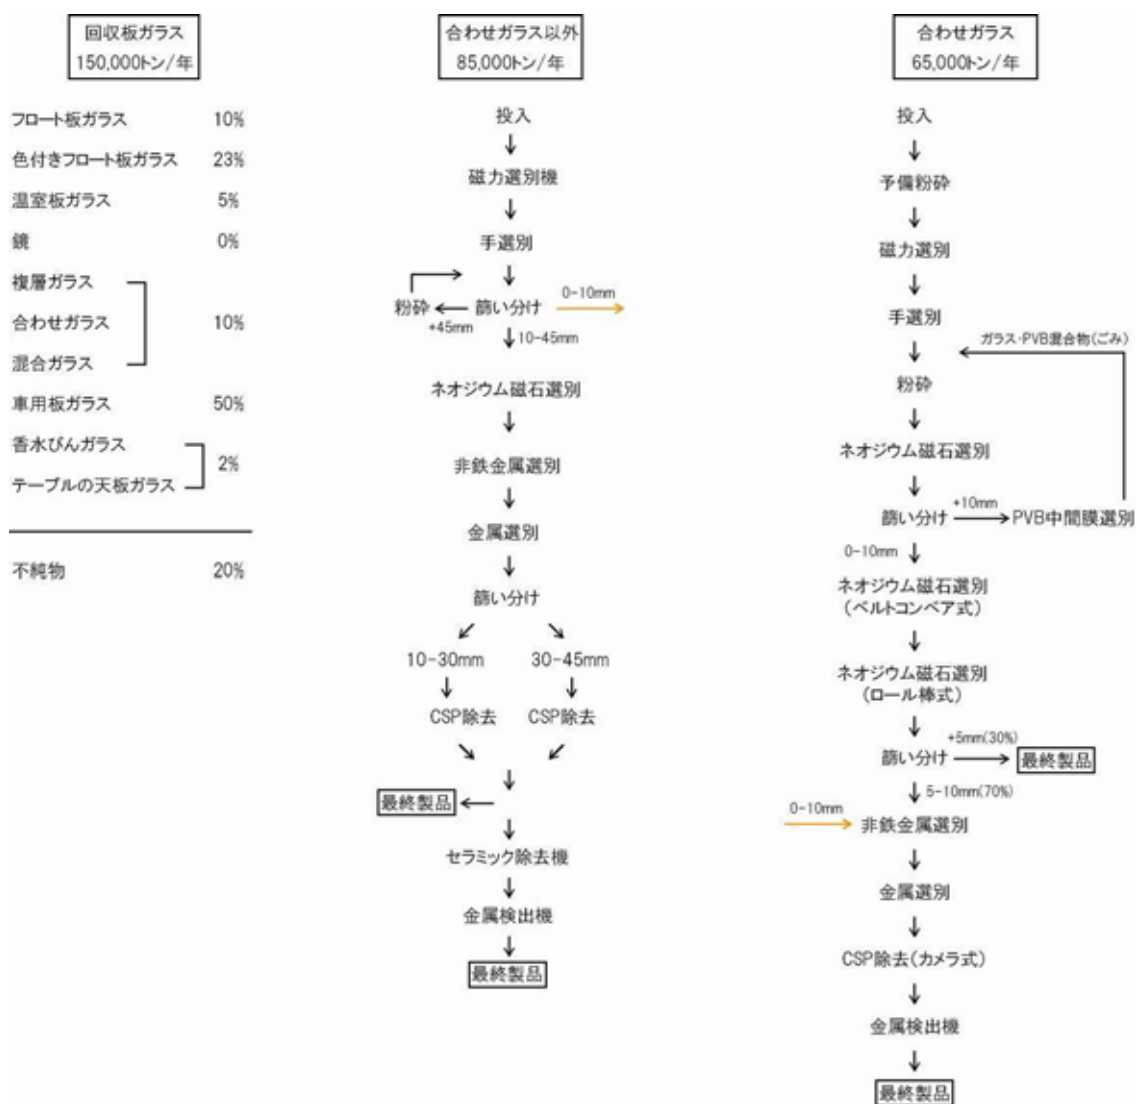 回収板ガラス
150,000トン/年
フロート板ガラス 10%
色付きフロート板ガラス 23%
温室板ガラス 5%
鏡 0%
複層ガラス
合わせガラス 10%
混合ガラス
車用板ガラス 50%
香水びんガラス
2%
テーブルの天板ガラス
不純物 20%
合わせガラス以外
85,000トン/年
投入
磁力選別機
手選別
粉砕
+45mm
篩い分け
0-10mm
10-45mm
ネオジウム磁石選別
非鉄金属選別
金属選別
篩い分け
10-30mm 30-45mm
CSP除去 CSP除去
最終製品
セラミック除去機
金属検出機
最終製品
合わせガラス
65,000トン/年
投入
予備粉砕
磁力選別
手選別
ガラス・PVB混合物(ごみ)
粉砕
ネオジウム磁石選別
篩い分け
+10mm
PVB中間膜選別
0-10mm
ネオジウム磁石選別
(ベルトコンベア式)
ネオジウム磁石選別
(ロール棒式)
篩い分け
+5mm(30%)
最終製品
5-10mm(70%)
0-10mm
非鉄金属選別
金属選別
CSP除去(カメラ式)
金属検出機
最終製品